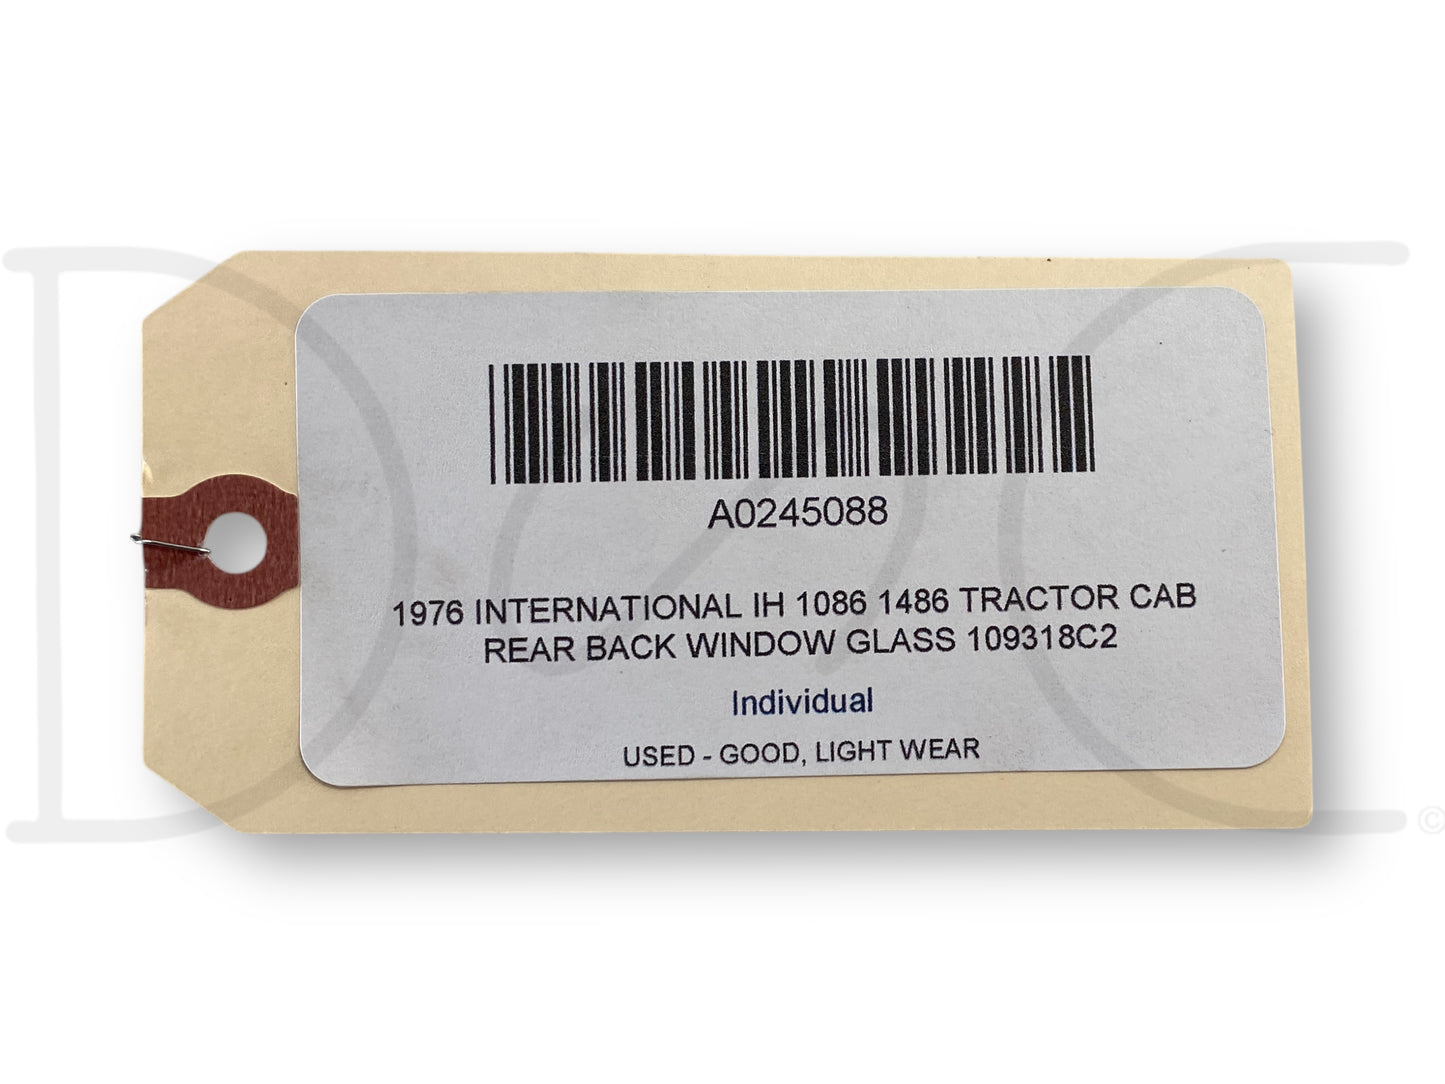 A0245088
1976 INTERNATIONAL IH 1086 1486 TRACTOR CAB
REAR BACK WINDOW GLASS 109318C2
Individual
USED - GOOD, LIGHT WEAR
©